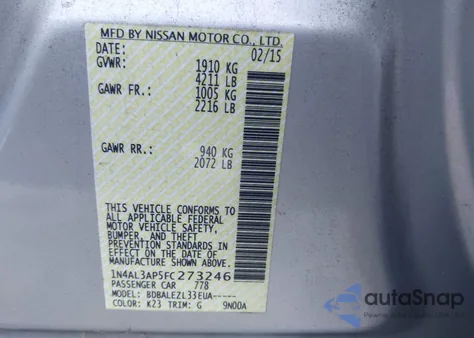 MFD BY NISSAN MOTOR CO., LTD.
DATE: 02/15
GVWR: 1910 KG
4211 LB
GAWR FR.: 1005 KG
2216 LB
GAWR RR.: 940 KG
2072 LB
THIS VEHICLE CONFORMS TO
ALL APPLICABLE FEDERAL
MOTOR VEHICLE SAFETY,
BUMPER, AND THEFT
PREVENTION STANDARDS IN
EFFECT ON THE DATE OF
MANUFACTURE SHOWN ABOVE.
1N4AL3AP5FC273246
PASSENGER CAR 778
MODEL: BDBALEZL33EUA-----
COLOR: K23 TRIM: G 9N00A
autoSnap